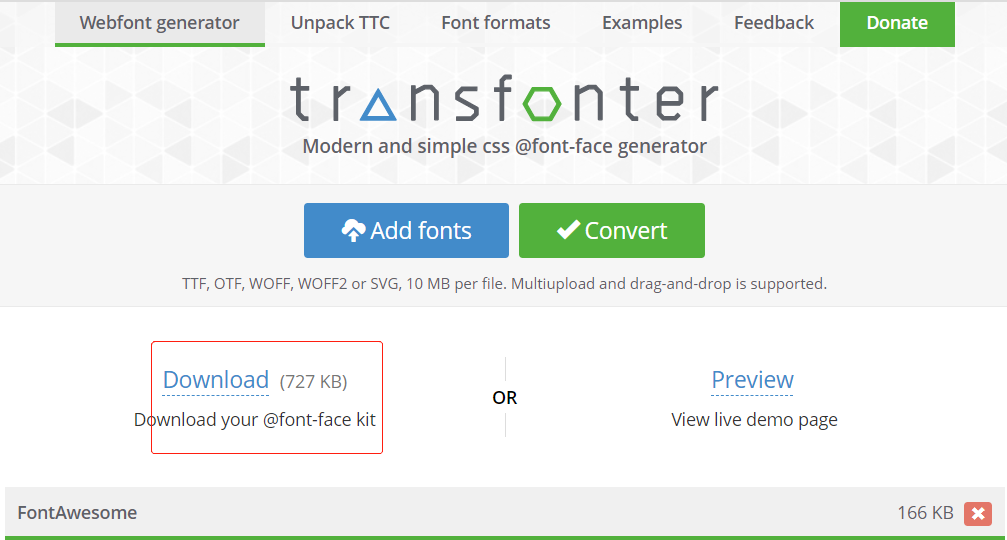 Webfont generator Unpack TTC Font formats Examples Feedback Donate
transfonter
Modern and simple css @font-face generator
Add fonts Convert
TTF, OTF, WOFF, WOFF2 or SVG, 10 MB per file. Multiupload and drag-and-drop is supported.
Download (727 KB)
Download your @font-face kit
OR
Preview
View live demo page
FontAwesome 166 KB